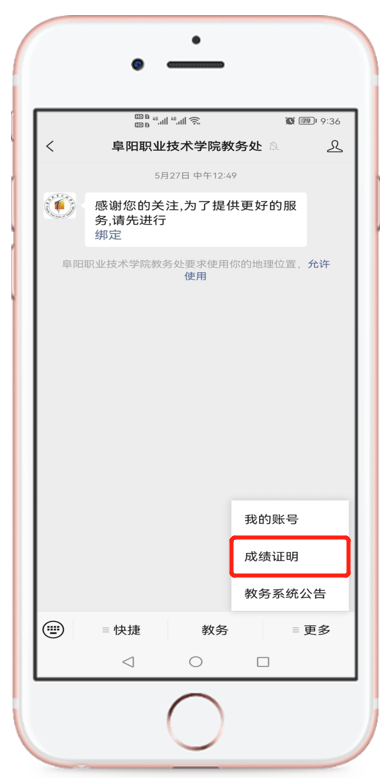 9:36
阜阳职业技术学院教务处
5月27日 中午12:49
感谢您的关注,为了提供更好的服
务,请先进行
绑定
阜阳职业技术学院教务处要求使用你的地理位置，允许
使用
我的账号
成绩证明
教务系统公告
快捷
教务
更多